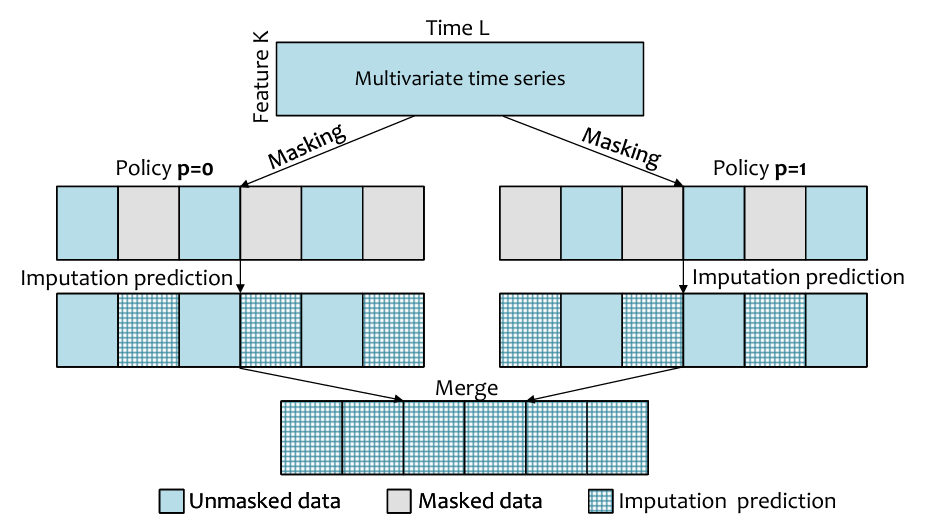 Time L
Feature K
Multivariate time series
Masking
Masking
Policy p=0
Policy p=1
Imputation prediction
Imputation prediction
Merge
Unmasked data
Masked data
Imputation prediction